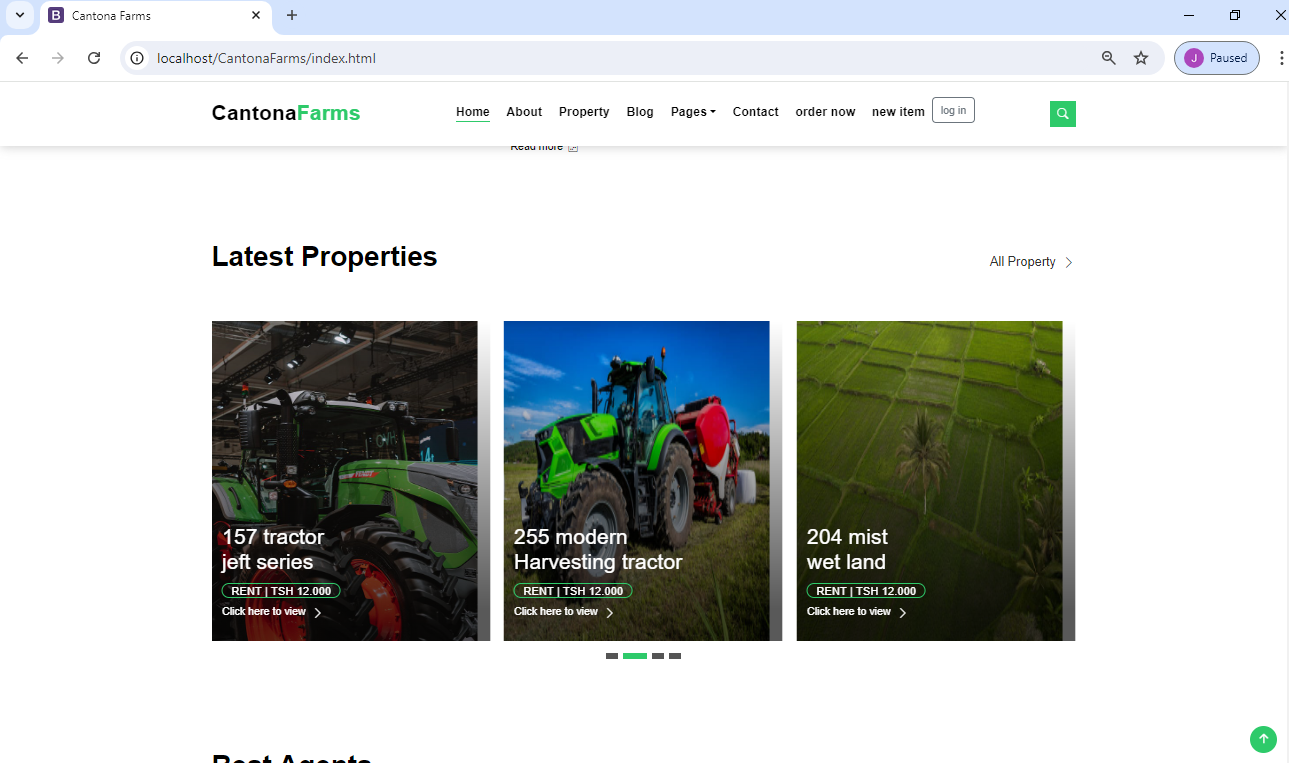 Cantona Farms
localhost/CantonaFarms/index.html
J Paused
CantonaFarms
Home About Property Blog Pages Contact order now new item log in
Read more
Latest Properties
All Property
157 tractor
jeft series
RENT | TSH 12.000
Click here to view
255 modern
Harvesting tractor
RENT | TSH 12.000
Click here to view
204 mist
wet land
RENT | TSH 12.000
Click here to view
Best Agents